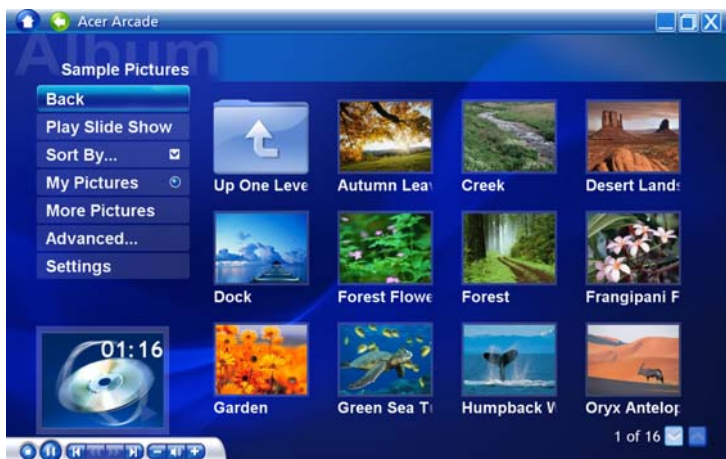 Acer Arcade
Album
Sample Pictures
Back
Play Slide Show
Sort By...
My Pictures
More Pictures
Advanced...
Settings
Up One Leve
Autumn Lea
Creek
Desert Lands
Dock
Forest Flowe
Forest
Frangipani F
Garden
Green Sea T
Humpback W
Oryx Antelop
01:16
1 of 16